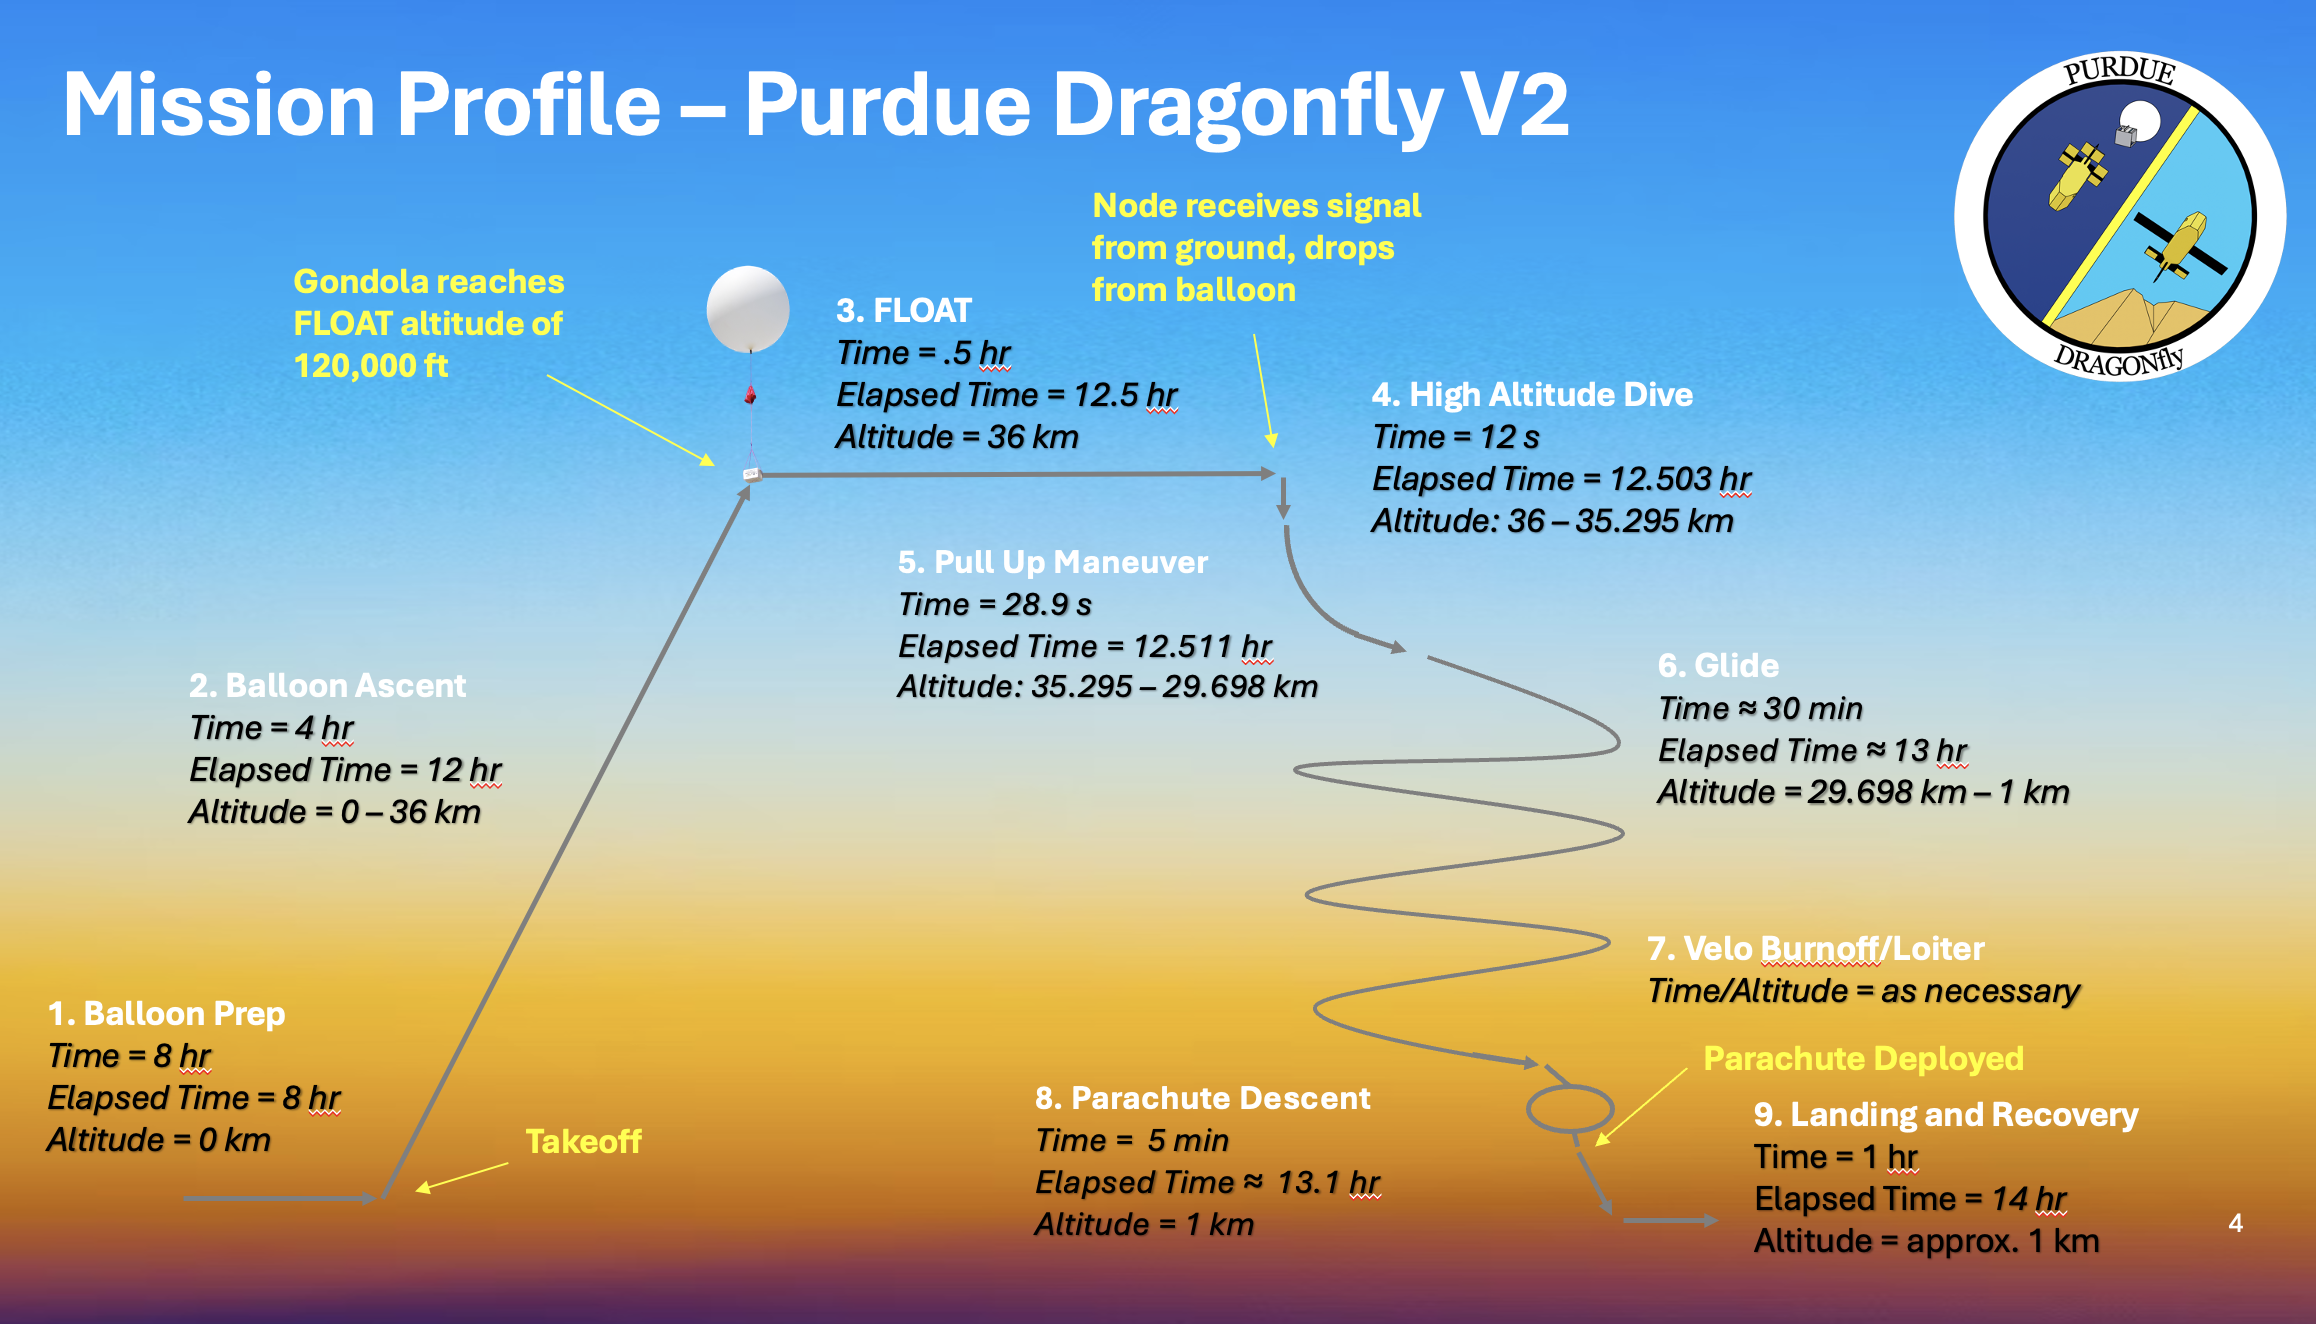 Mission Profile – Purdue Dragonfly V2
PURDUE
DRAGONfly
Gondola reaches
FLOAT altitude of
120,000 ft
3. FLOAT
Time = .5 hr
Elapsed Time = 12.5 hr
Altitude = 36 km
Node receives signal
from ground, drops
from balloon
4. High Altitude Dive
Time = 12 s
Elapsed Time = 12.503 hr
Altitude: 36 – 35.295 km
5. Pull Up Maneuver
Time = 28.9 s
Elapsed Time = 12.511 hr
Altitude: 35.295 – 29.698 km
2. Balloon Ascent
Time = 4 hr
Elapsed Time = 12 hr
Altitude = 0 – 36 km
6. Glide
Time ≈ 30 min
Elapsed Time ≈ 13 hr
Altitude = 29.698 km – 1 km
7. Velo Burnoff/Loiter
Time/Altitude = as necessary
1. Balloon Prep
Time = 8 hr
Elapsed Time = 8 hr
Altitude = 0 km
Takeoff
Parachute Deployed
8. Parachute Descent
Time =  5 min
Elapsed Time ≈  13.1 hr
Altitude = 1 km
9. Landing and Recovery
Time = 1 hr
Elapsed Time = 14 hr
Altitude = approx. 1 km
4